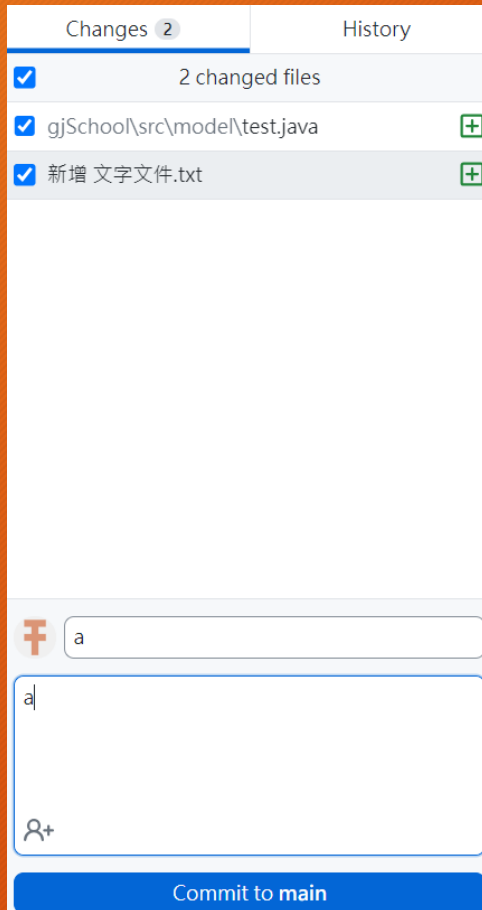 Changes 2 History
2 changed files
gjSchool\src\model\test.java
新增 文字文件.txt
a
a
Commit to main